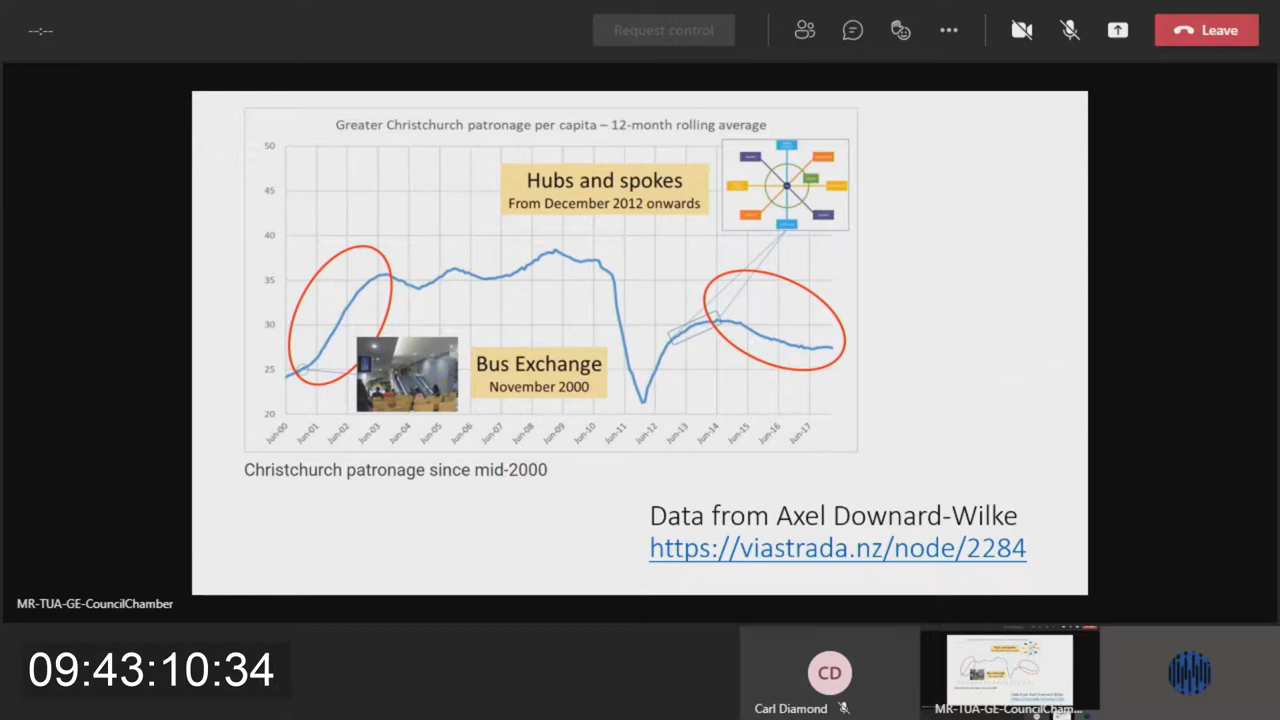 --:--
Request control
Leave
Greater Christchurch patronage per capita – 12-month rolling average
50
45
40
35
30
25
20
Hubs and spokes
From December 2012 onwards
Bus Exchange
November 2000
Jun-00
Jun-01
Jun-02
Jun-03
Jun-04
Jun-05
Jun-06
Jun-07
Jun-08
Jun-09
Jun-10
Jun-11
Jun-12
Jun-13
Jun-14
Jun-15
Jun-16
Jun-17
Christchurch patronage since mid-2000
Data from Axel Downard-Wilke
https://viastrada.nz/node/2284
MR-TUA-GE-CouncilChamber
09:43:10:34
CD
Carl Diamond
MR-TUA-GE-CouncilCham...